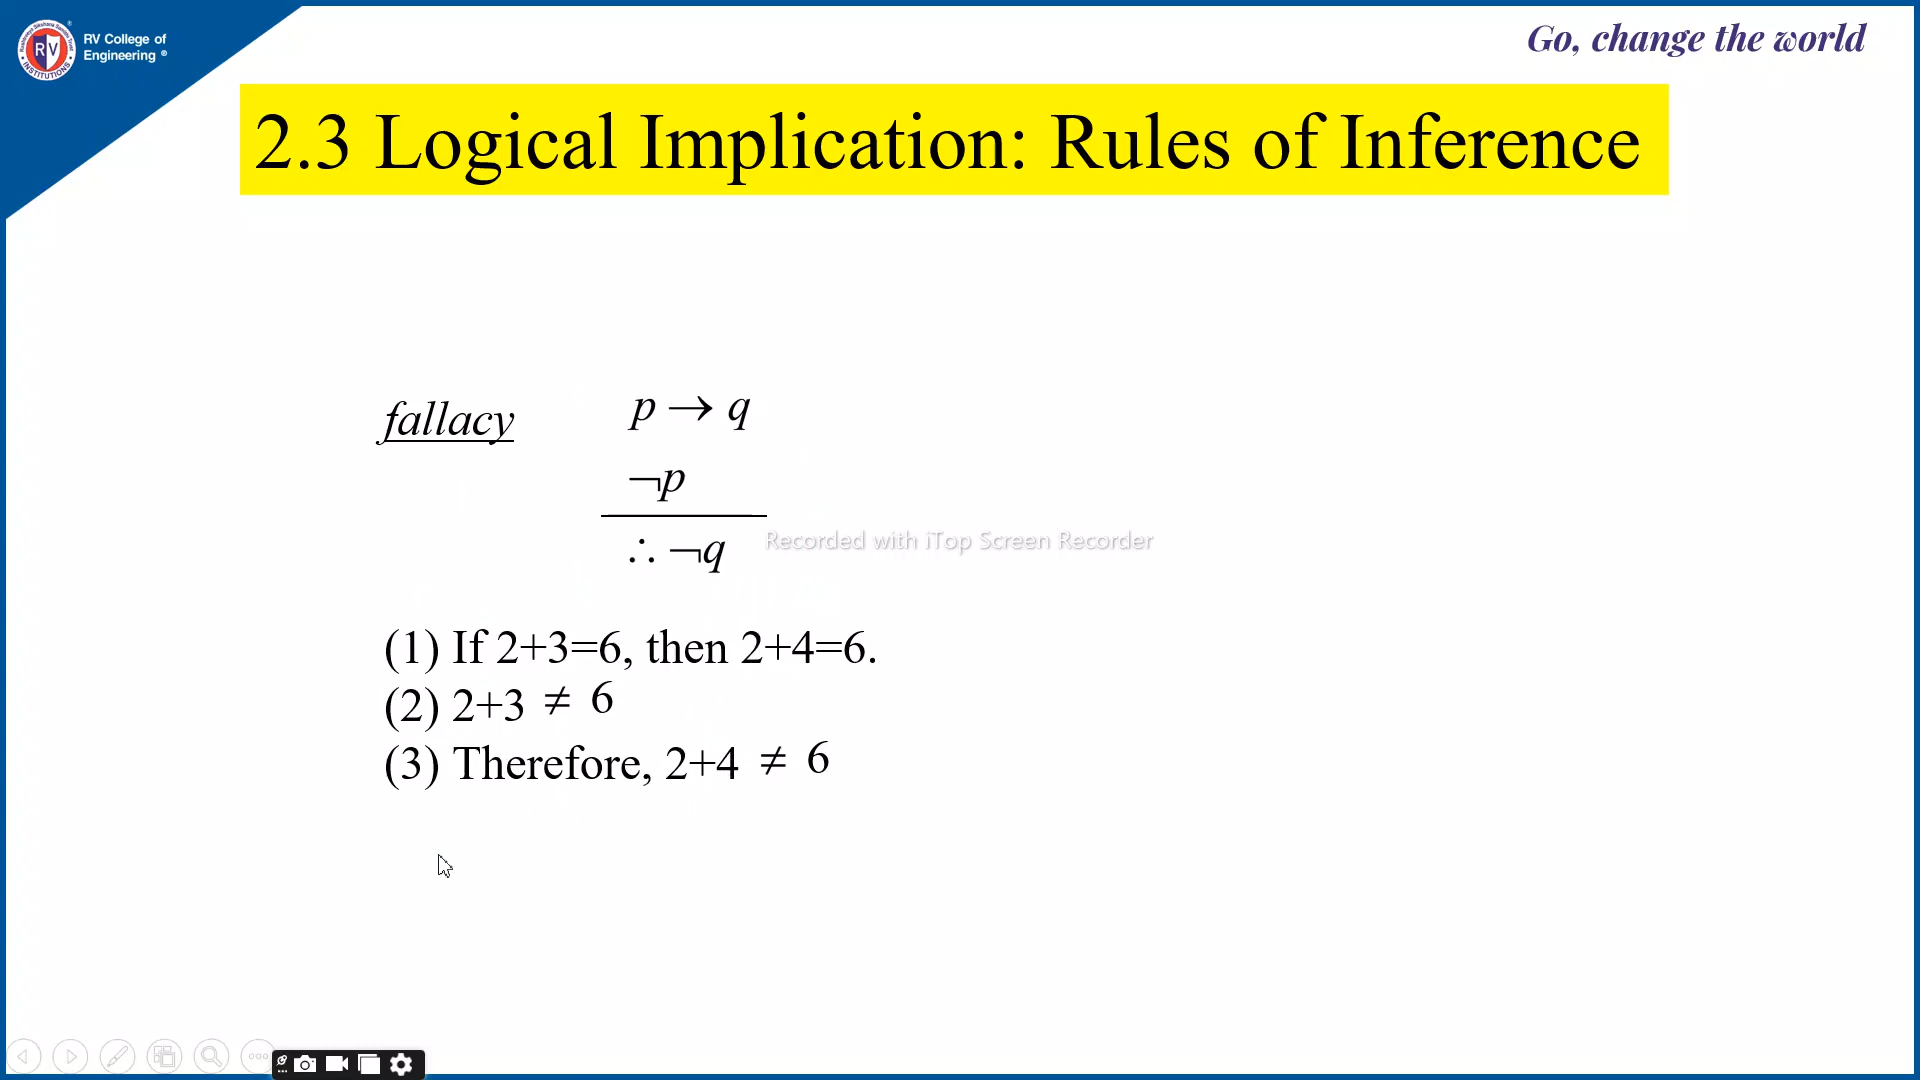 RV College of
Engineering ®
Go, change the world
2.3 Logical Implication: Rules of Inference
fallacy
p → q
¬p
∴ ¬q
Recorded with iTop Screen Recorder
(1) If 2+3=6, then 2+4=6.
(2) 2+3 ≠ 6
(3) Therefore, 2+4 ≠ 6